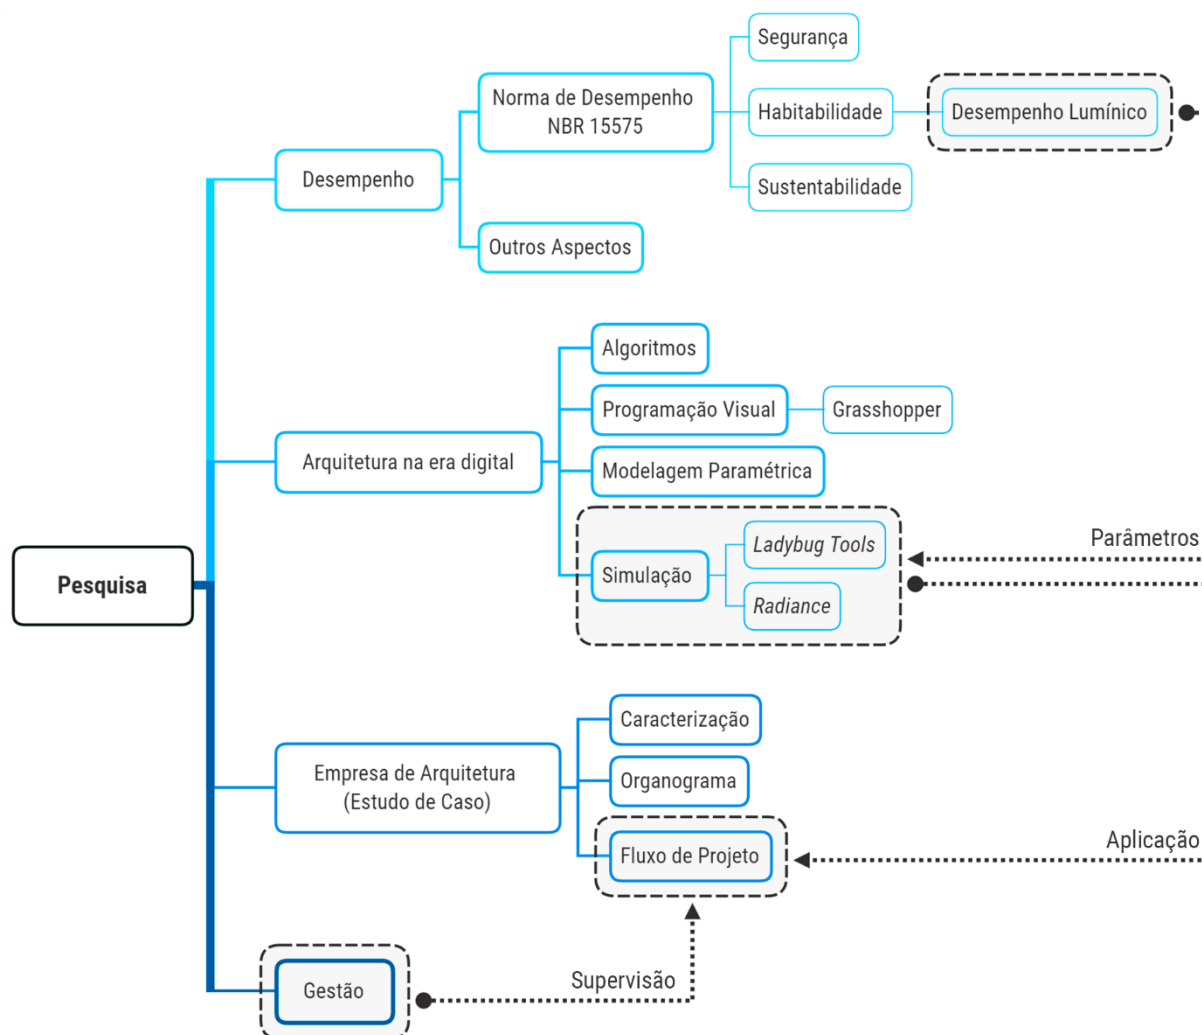 Segurança
Norma de Desempenho
NBR 15575
Habitabilidade
Desempenho Lumínico
Desempenho
Sustentabilidade
Outros Aspectos
Algoritmos
Programação Visual
Grasshopper
Arquitetura na era digital
Modelagem Paramétrica
Parâmetros
Ladybug Tools
Simulação
Radiance
Pesquisa
Caracterização
Empresa de Arquitetura
(Estudo de Caso)
Organograma
Aplicação
Fluxo de Projeto
Supervisão
Gestão